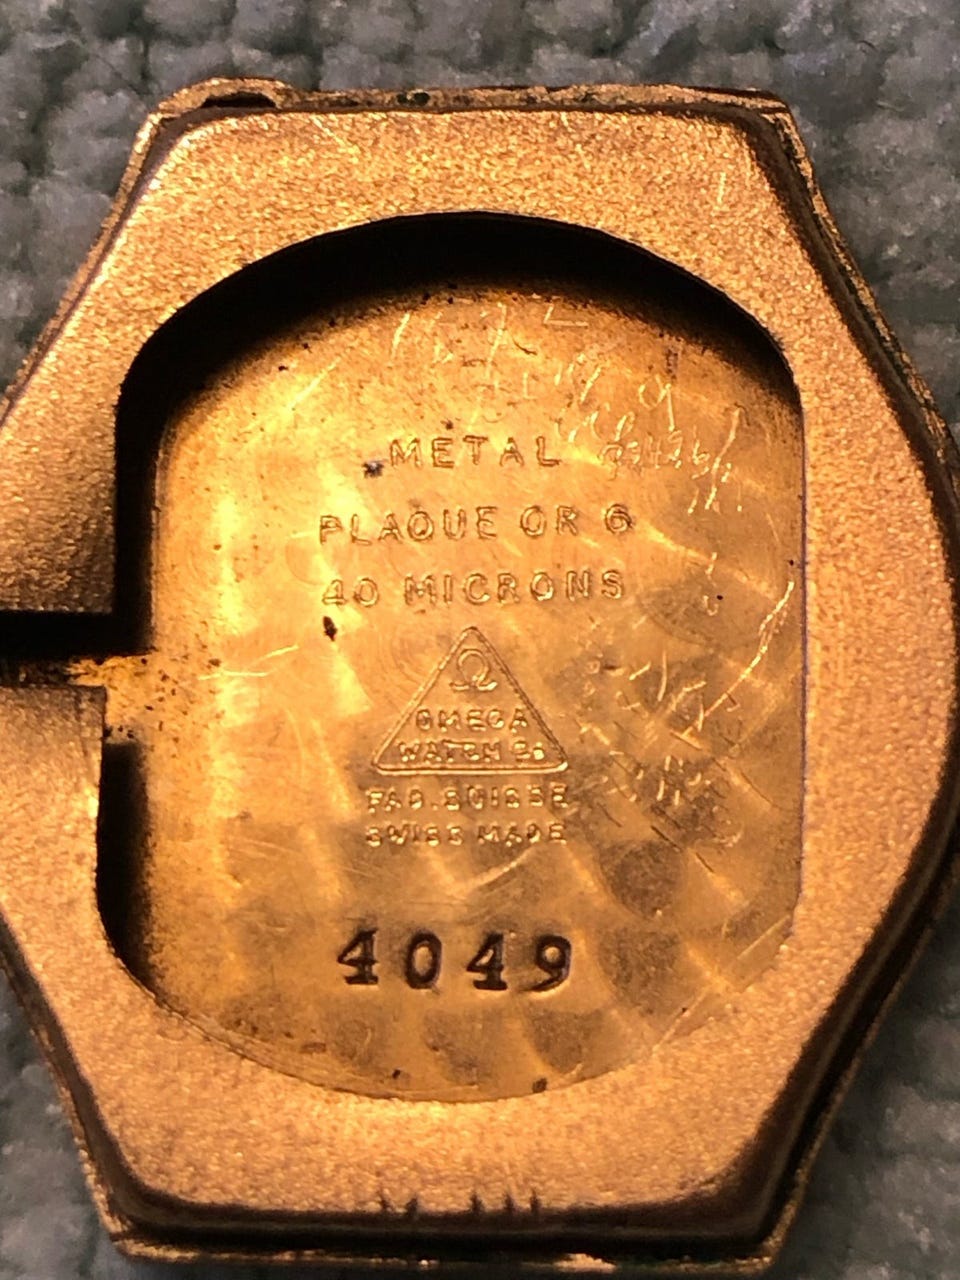 METAL
PLAQUE OR G
40 MICRONS
Ω
OMEGA
WATCH Co
FAB. SUISSE
SWISS MADE
4049